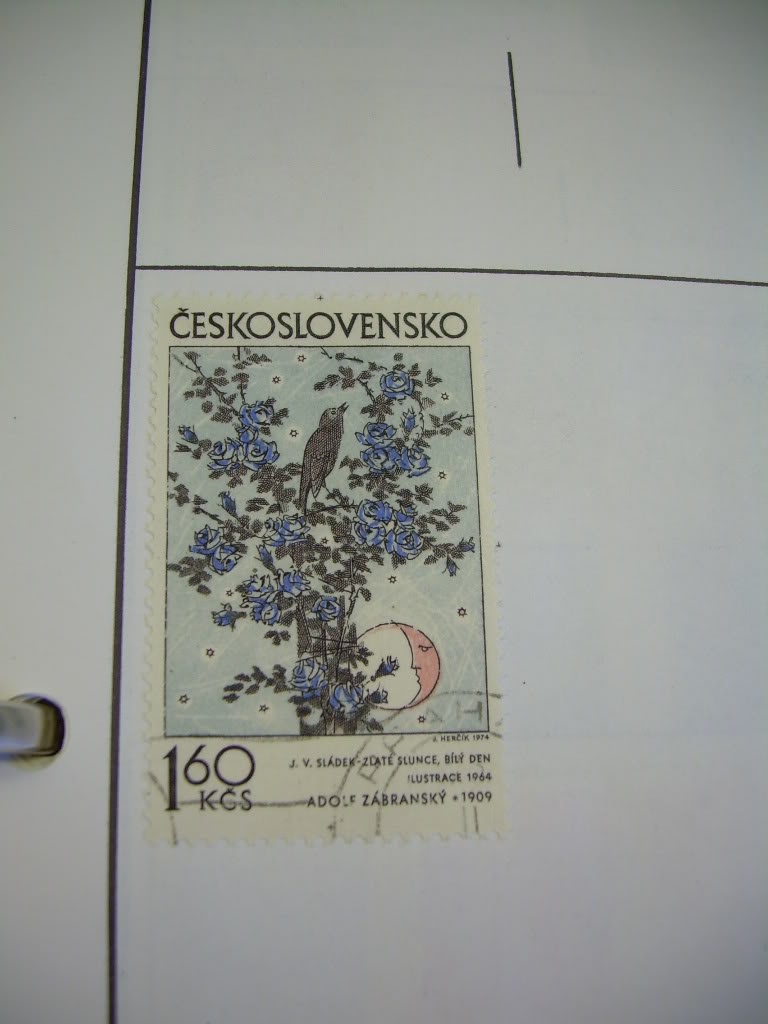 ČESKOSLOVENSKO
J. HERČÍK 1974
1 60
KČS
J. V. SLÁDEK - ZLATÉ SLUNCE, BÍLÝ DEN
ILUSTRACE 1964
ADOLF ZÁBRANSKÝ * 1909